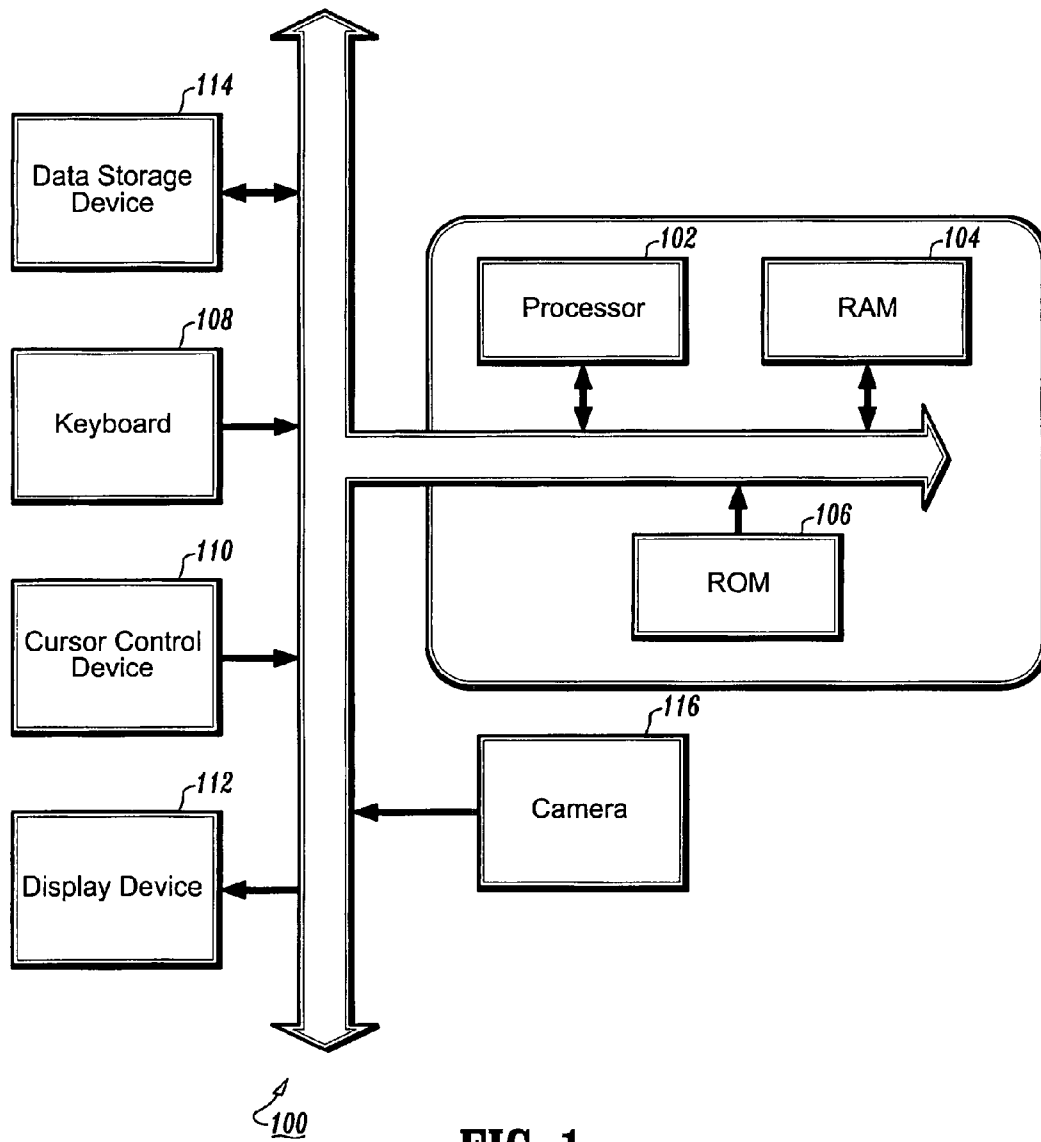 114
Data Storage
Device
102
Processor
104
RAM
108
Keyboard
106
ROM
110
Cursor Control
Device
116
Camera
112
Display Device
100
FIG. 1